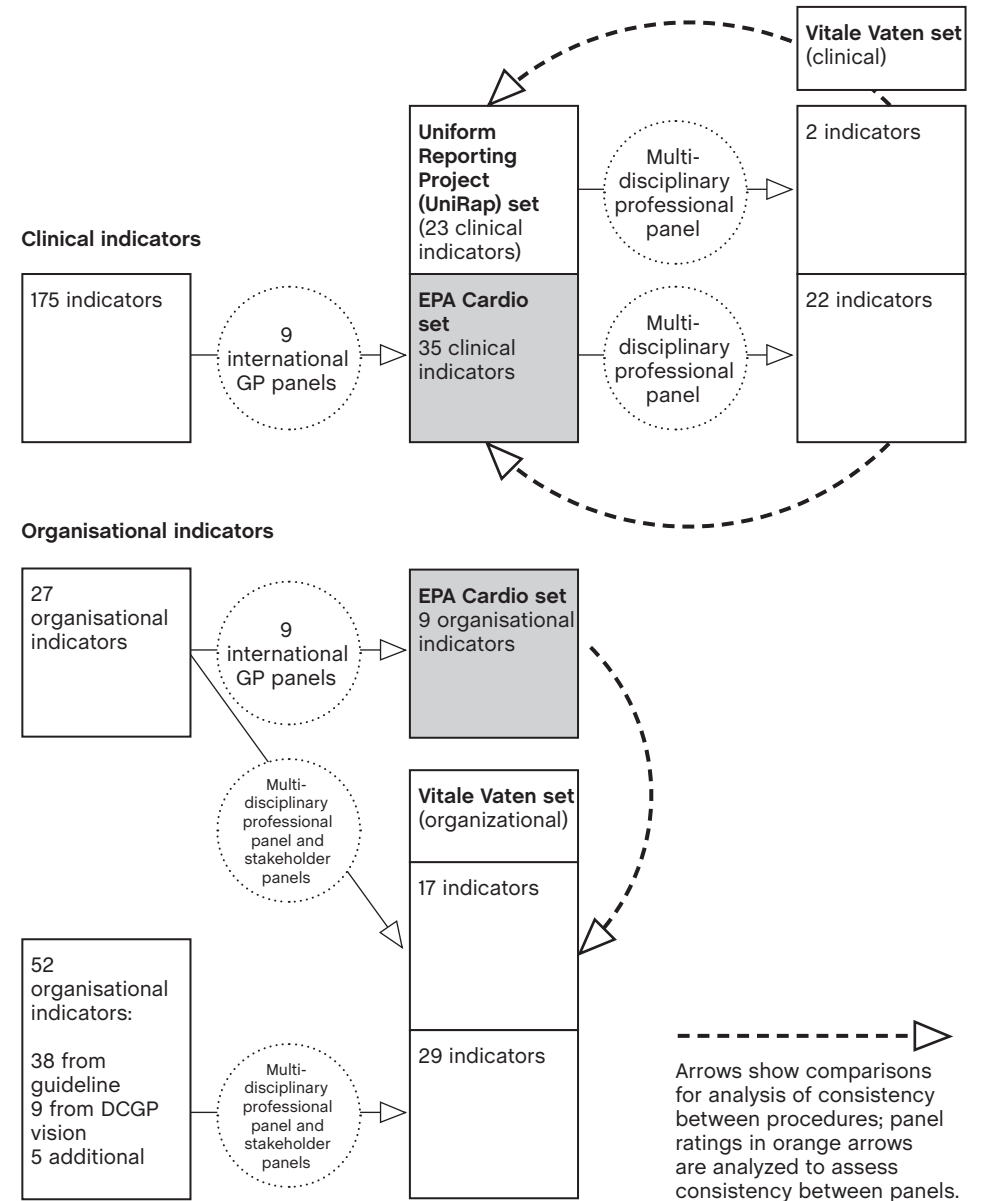 Vitale Vaten set
(clinical)
Uniform
Reporting
Project
(UniRap) set
(23 clinical
indicators)
Multi-
disciplinary
professional
panel
2 indicators
Clinical indicators
175 indicators
9
international
GP panels
EPA Cardio
set
35 clinical
indicators
Multi-
disciplinary
professional
panel
22 indicators
Organisational indicators
27
organisational
indicators
9
international
GP panels
EPA Cardio set
9 organisational
indicators
Multi-
disciplinary
professional
panel and
stakeholder
panels
Vitale Vaten set
(organizational)
17 indicators
52
organisational
indicators:
38 from
guideline
9 from DCGP
vision
5 additional
Multi-
disciplinary
professional
panel and
stakeholder
panels
29 indicators
Arrows show comparisons
for analysis of consistency
between procedures; panel
ratings in orange arrows
are analyzed to assess
consistency between panels.